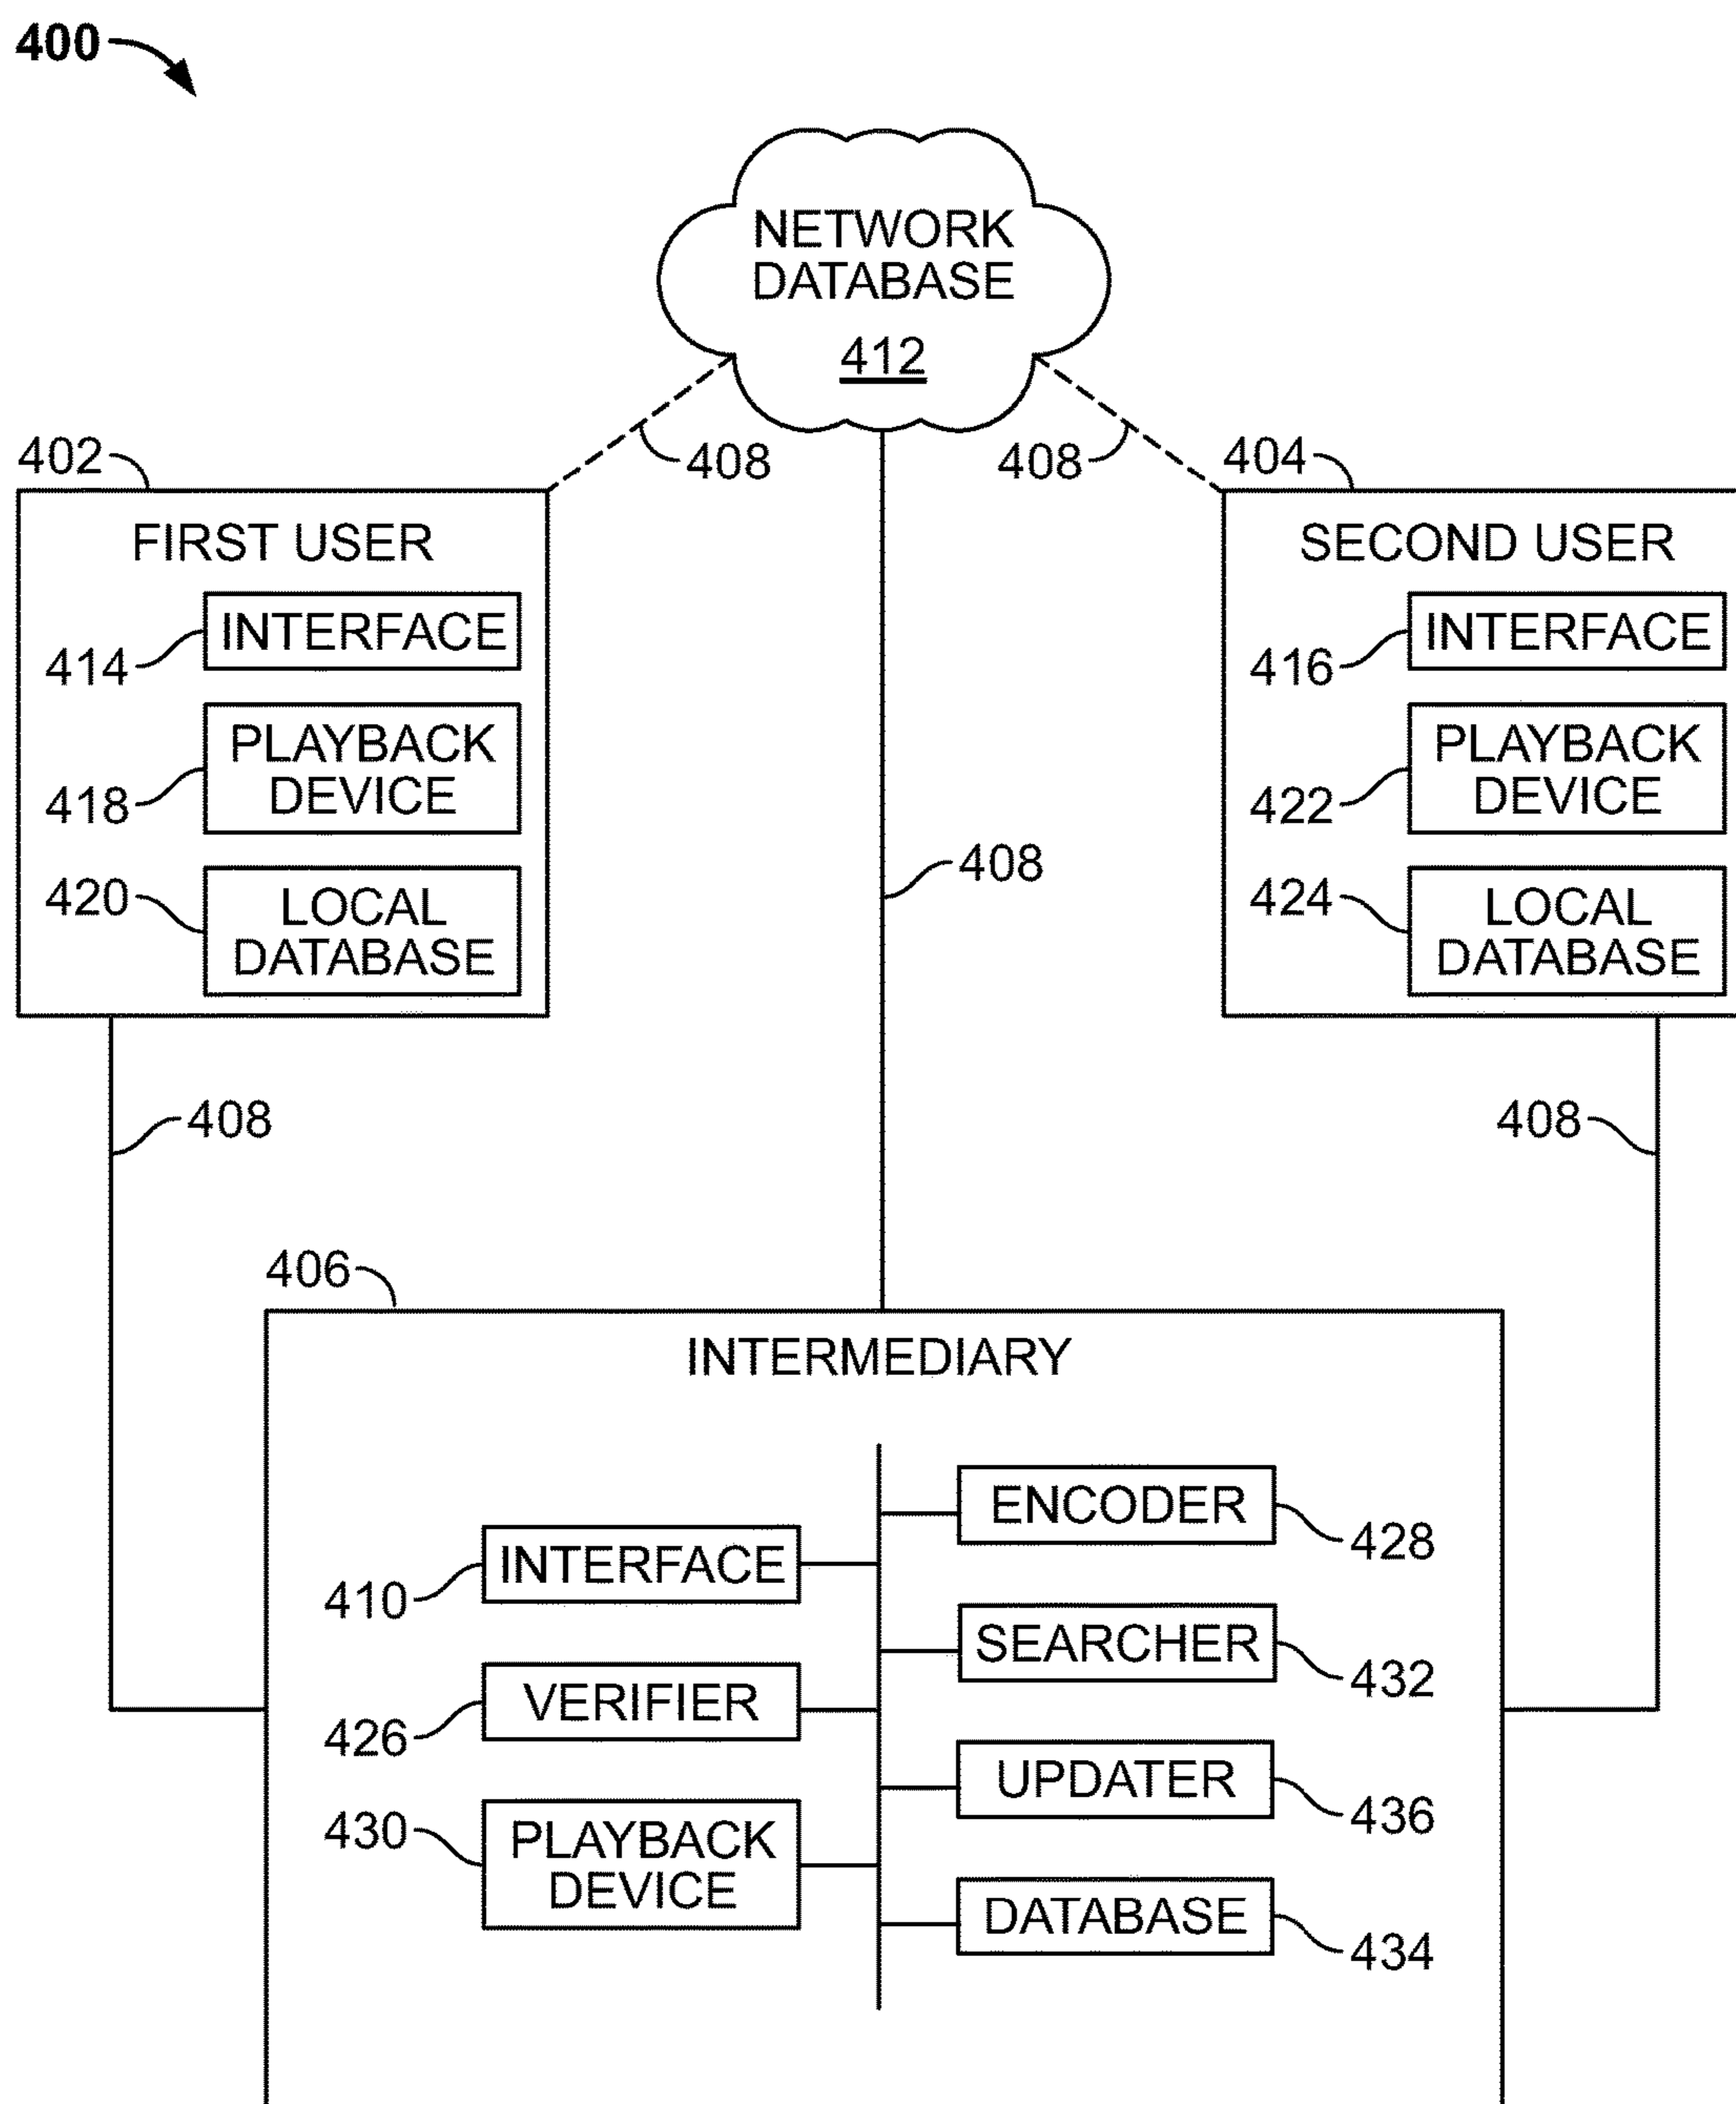 400
NETWORK
DATABASE
412
408
408
402
FIRST USER
INTERFACE
414
PLAYBACK
DEVICE
418
LOCAL
DATABASE
420
404
SECOND USER
INTERFACE
416
PLAYBACK
DEVICE
422
LOCAL
DATABASE
424
408
408
408
406
INTERMEDIARY
INTERFACE
410
VERIFIER
426
PLAYBACK
DEVICE
430
ENCODER
428
SEARCHER
432
UPDATER
436
DATABASE
434